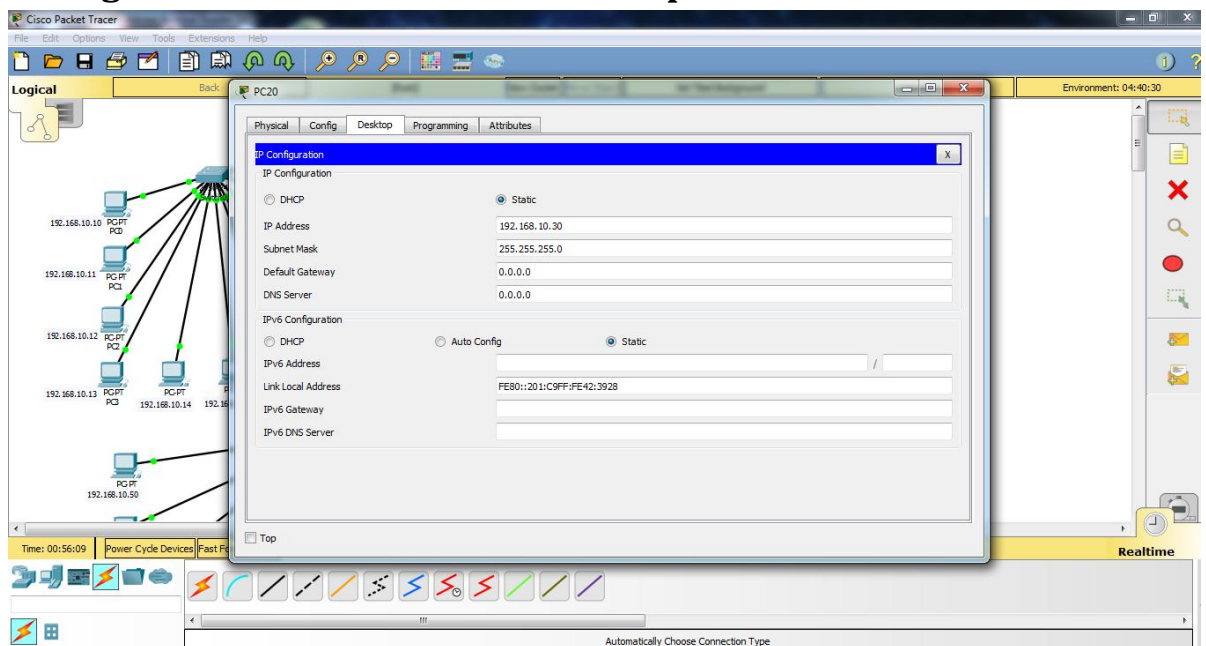 Cisco Packet Tracer
File Edit Options View Tools Extensions Help
Logical
Back
Environment: 04:40:30
PC20
Physical Config Desktop Programming Attributes
IP Configuration
X
IP Configuration
DHCP
Static
IP Address
192.168.10.30
Subnet Mask
255.255.255.0
Default Gateway
0.0.0.0
DNS Server
0.0.0.0
IPv6 Configuration
DHCP
Auto Config
Static
IPv6 Address
/
Link Local Address
FE80::201:C9FF:FE42:3928
IPv6 Gateway
IPv6 DNS Server
Top
192.168.10.10
PC-PT
PC0
192.168.10.11
PC-PT
PC1
192.168.10.12
PC-PT
PC2
192.168.10.13
PC-PT
PC3
PC-PT
192.168.10.14
PC-PT
192.168.10.50
Time: 00:56:09
Power Cycle Devices
Realtime
Automatically Choose Connection Type